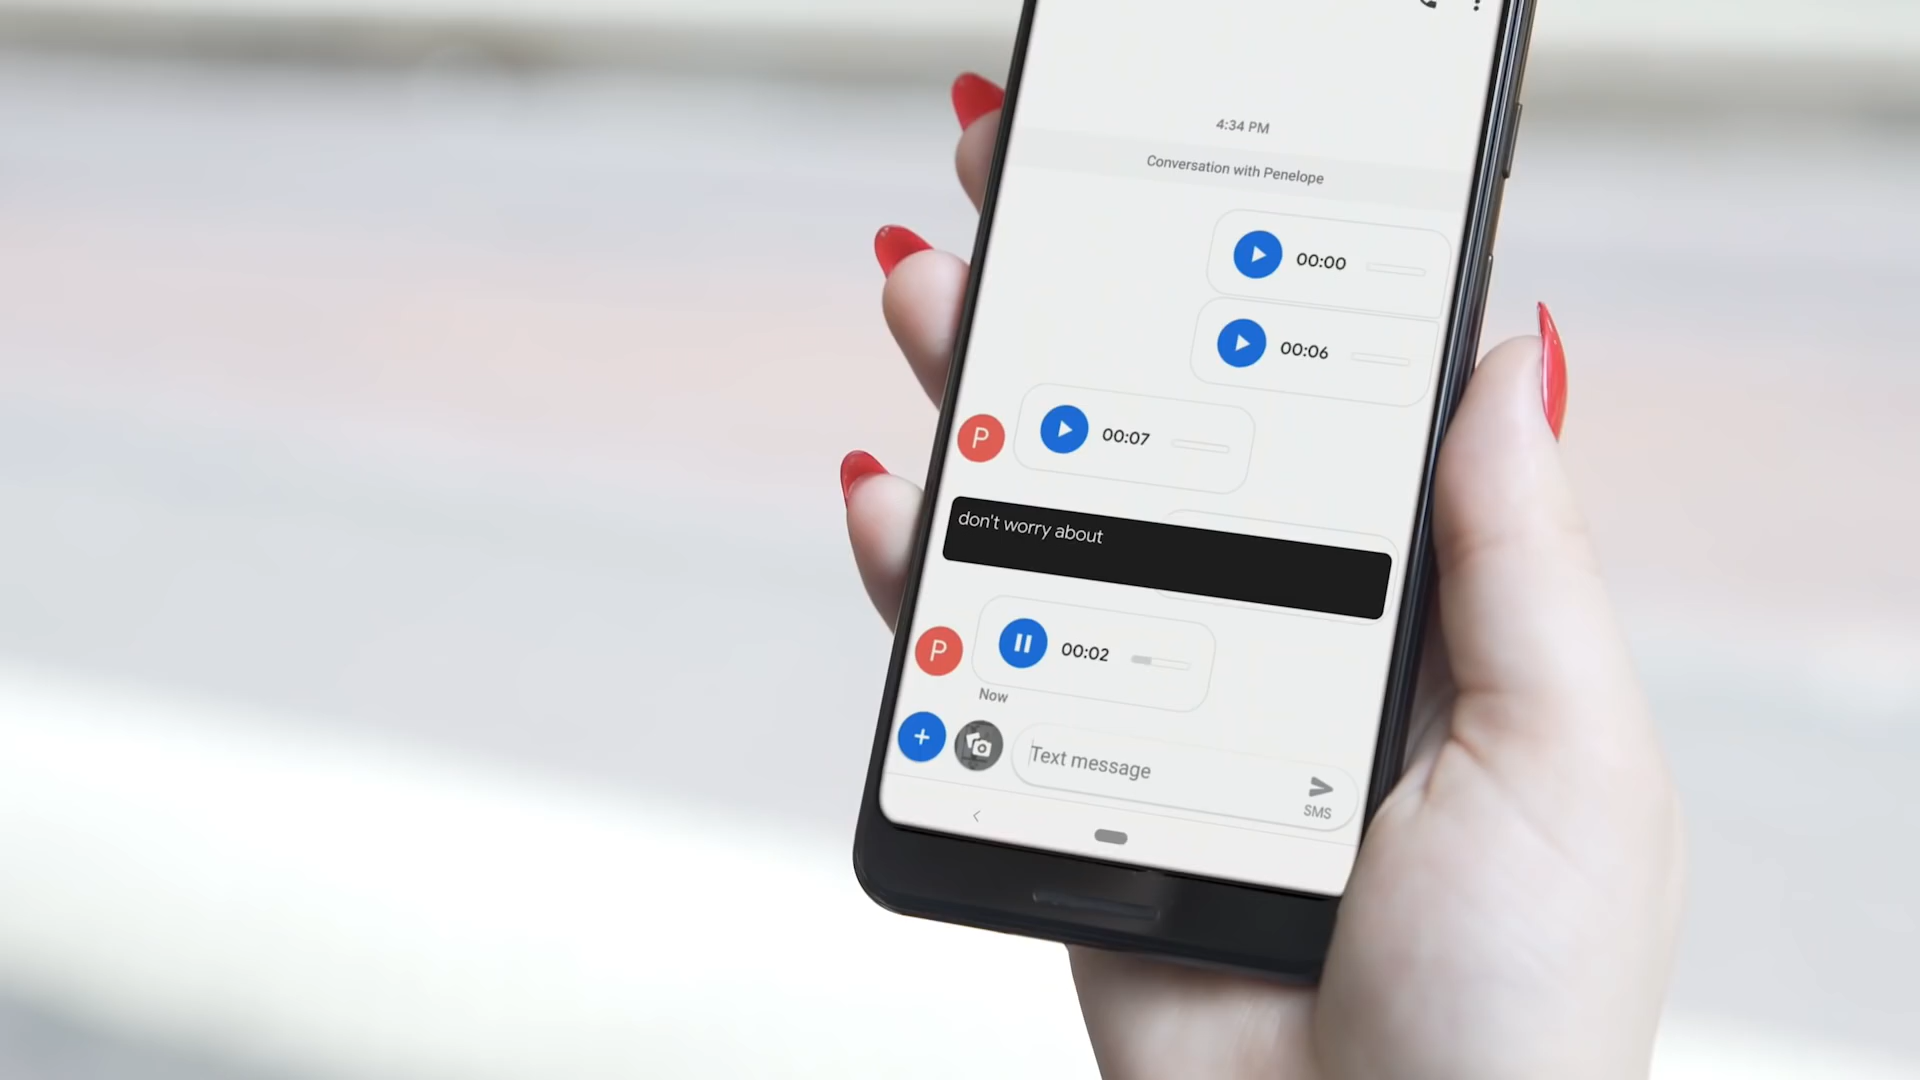 4:34 PM
Conversation with Penelope
00:00
00:06
P
00:07
don't worry about
P
00:02
Now
Text message
SMS